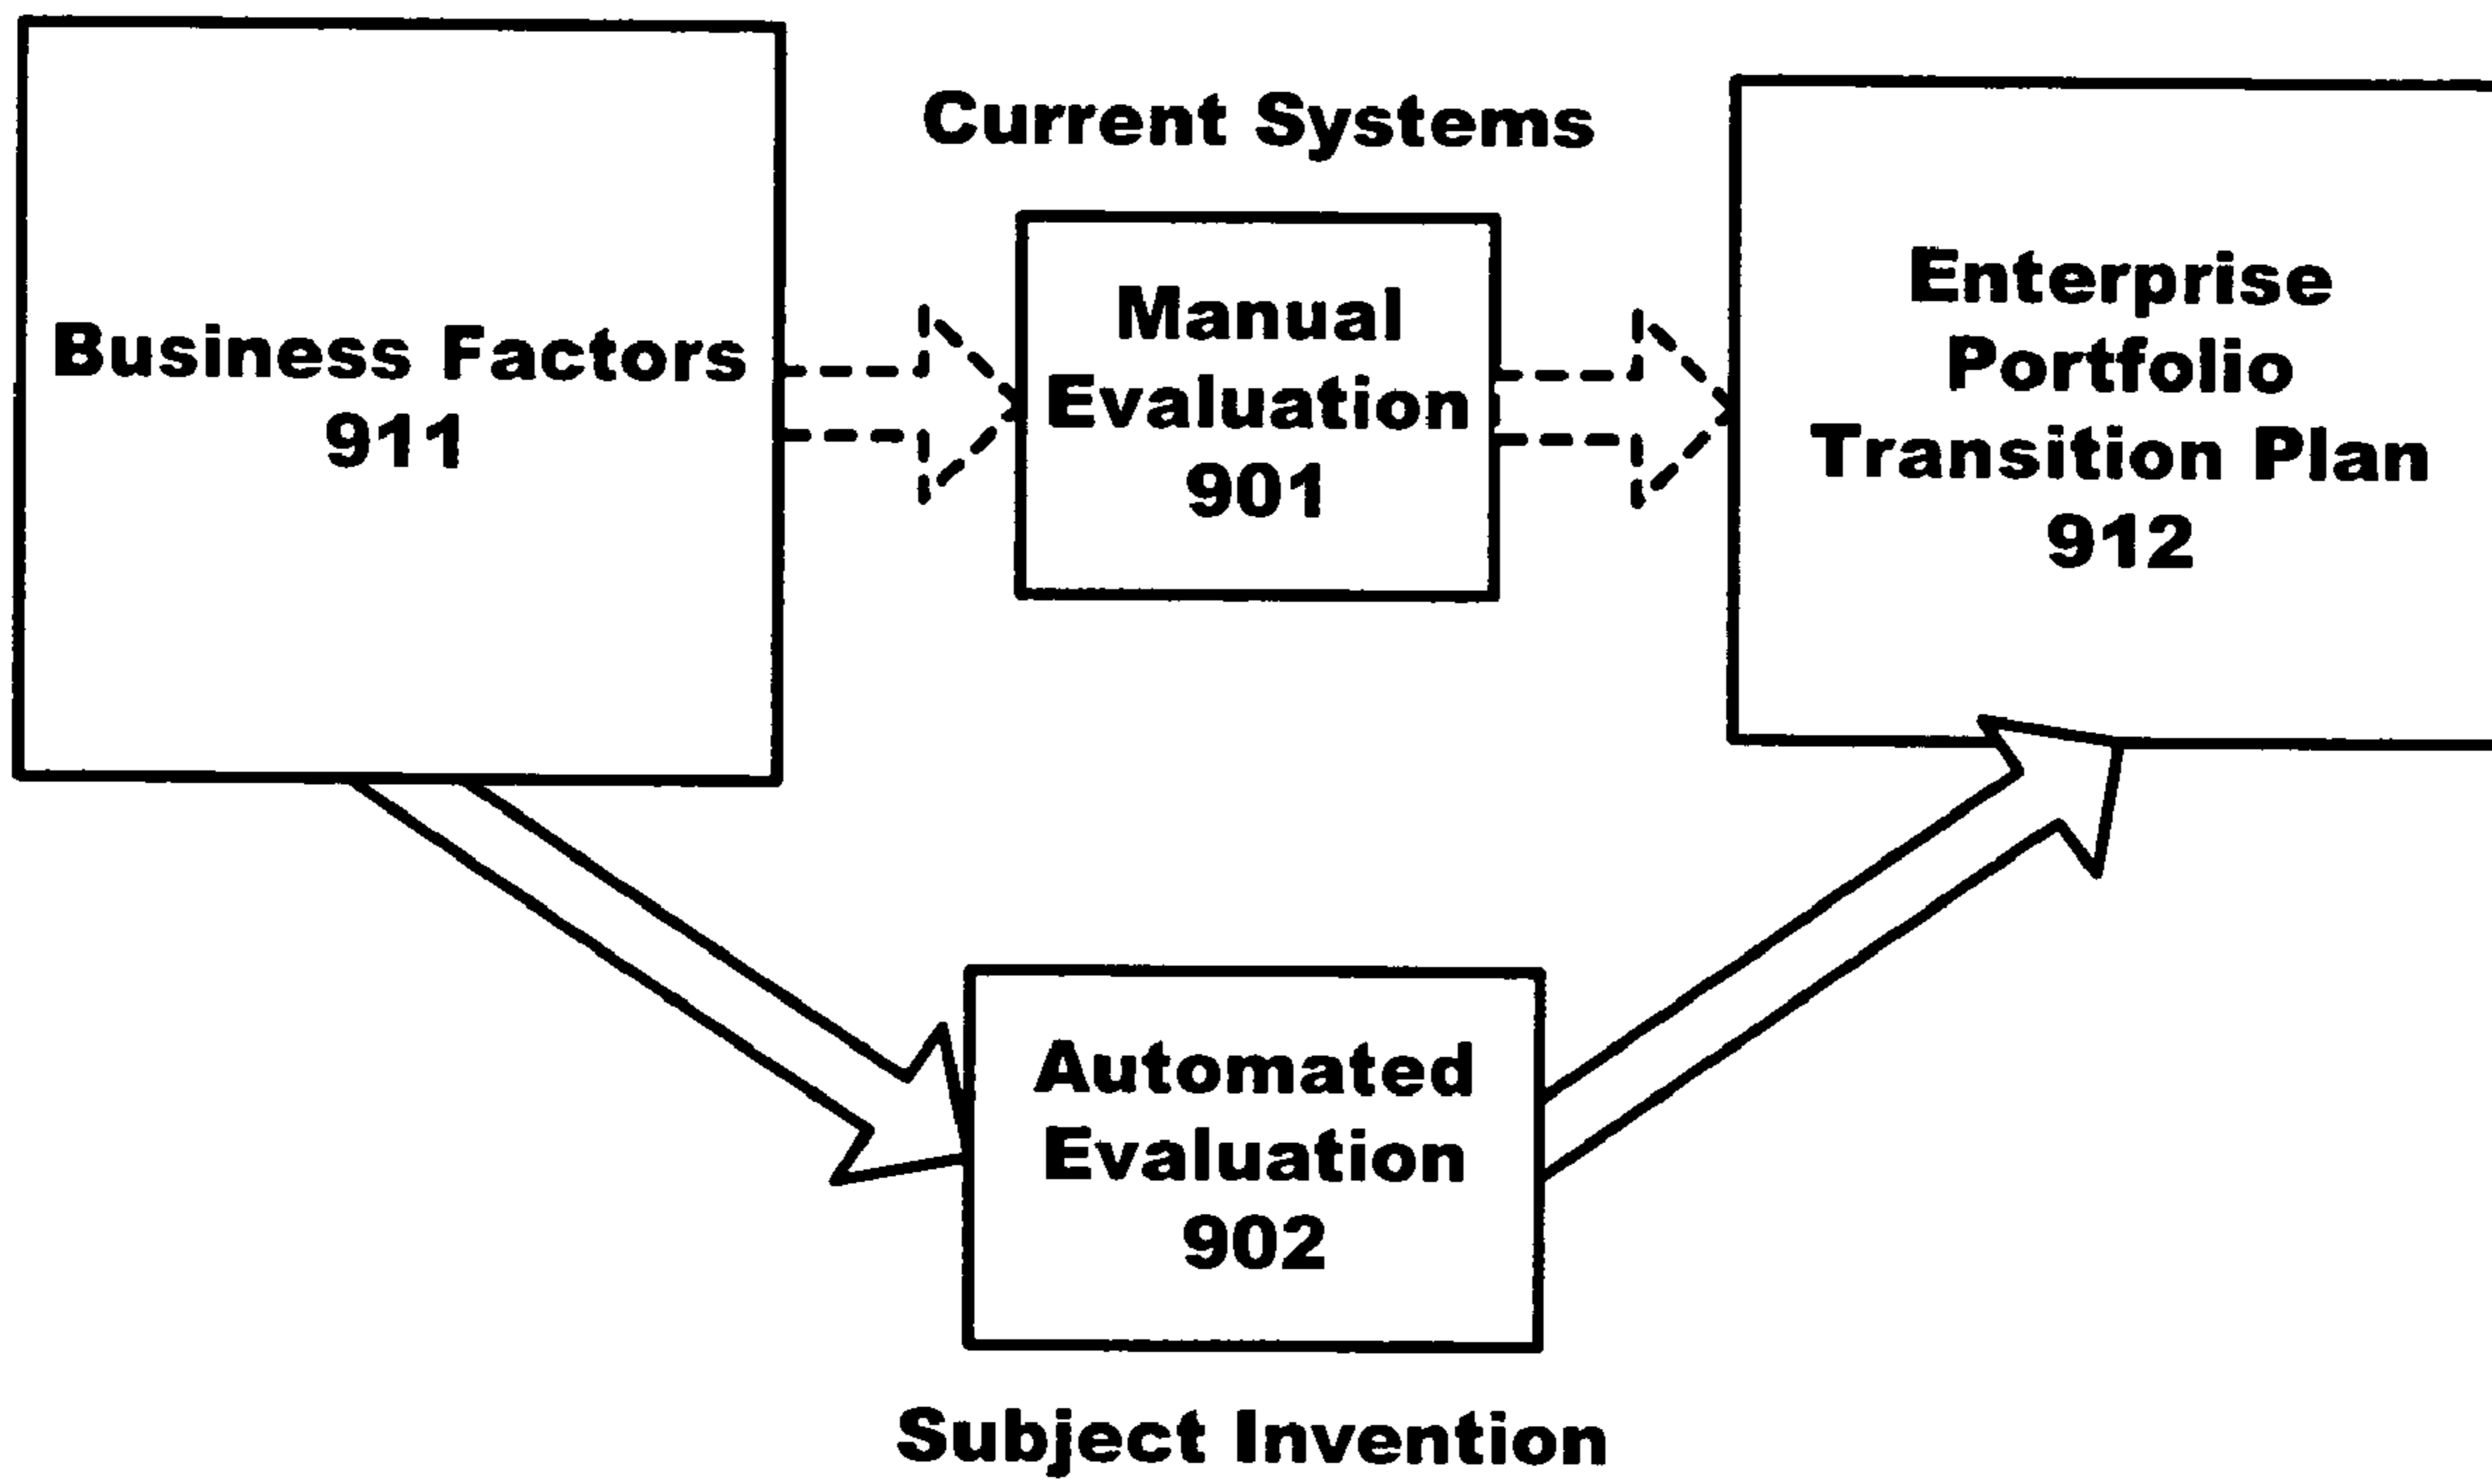 Current Systems
Business Factors
911
Manual
Evaluation
901
Enterprise
Portfolio
Transition Plan
912
Automated
Evaluation
902
Subject Invention